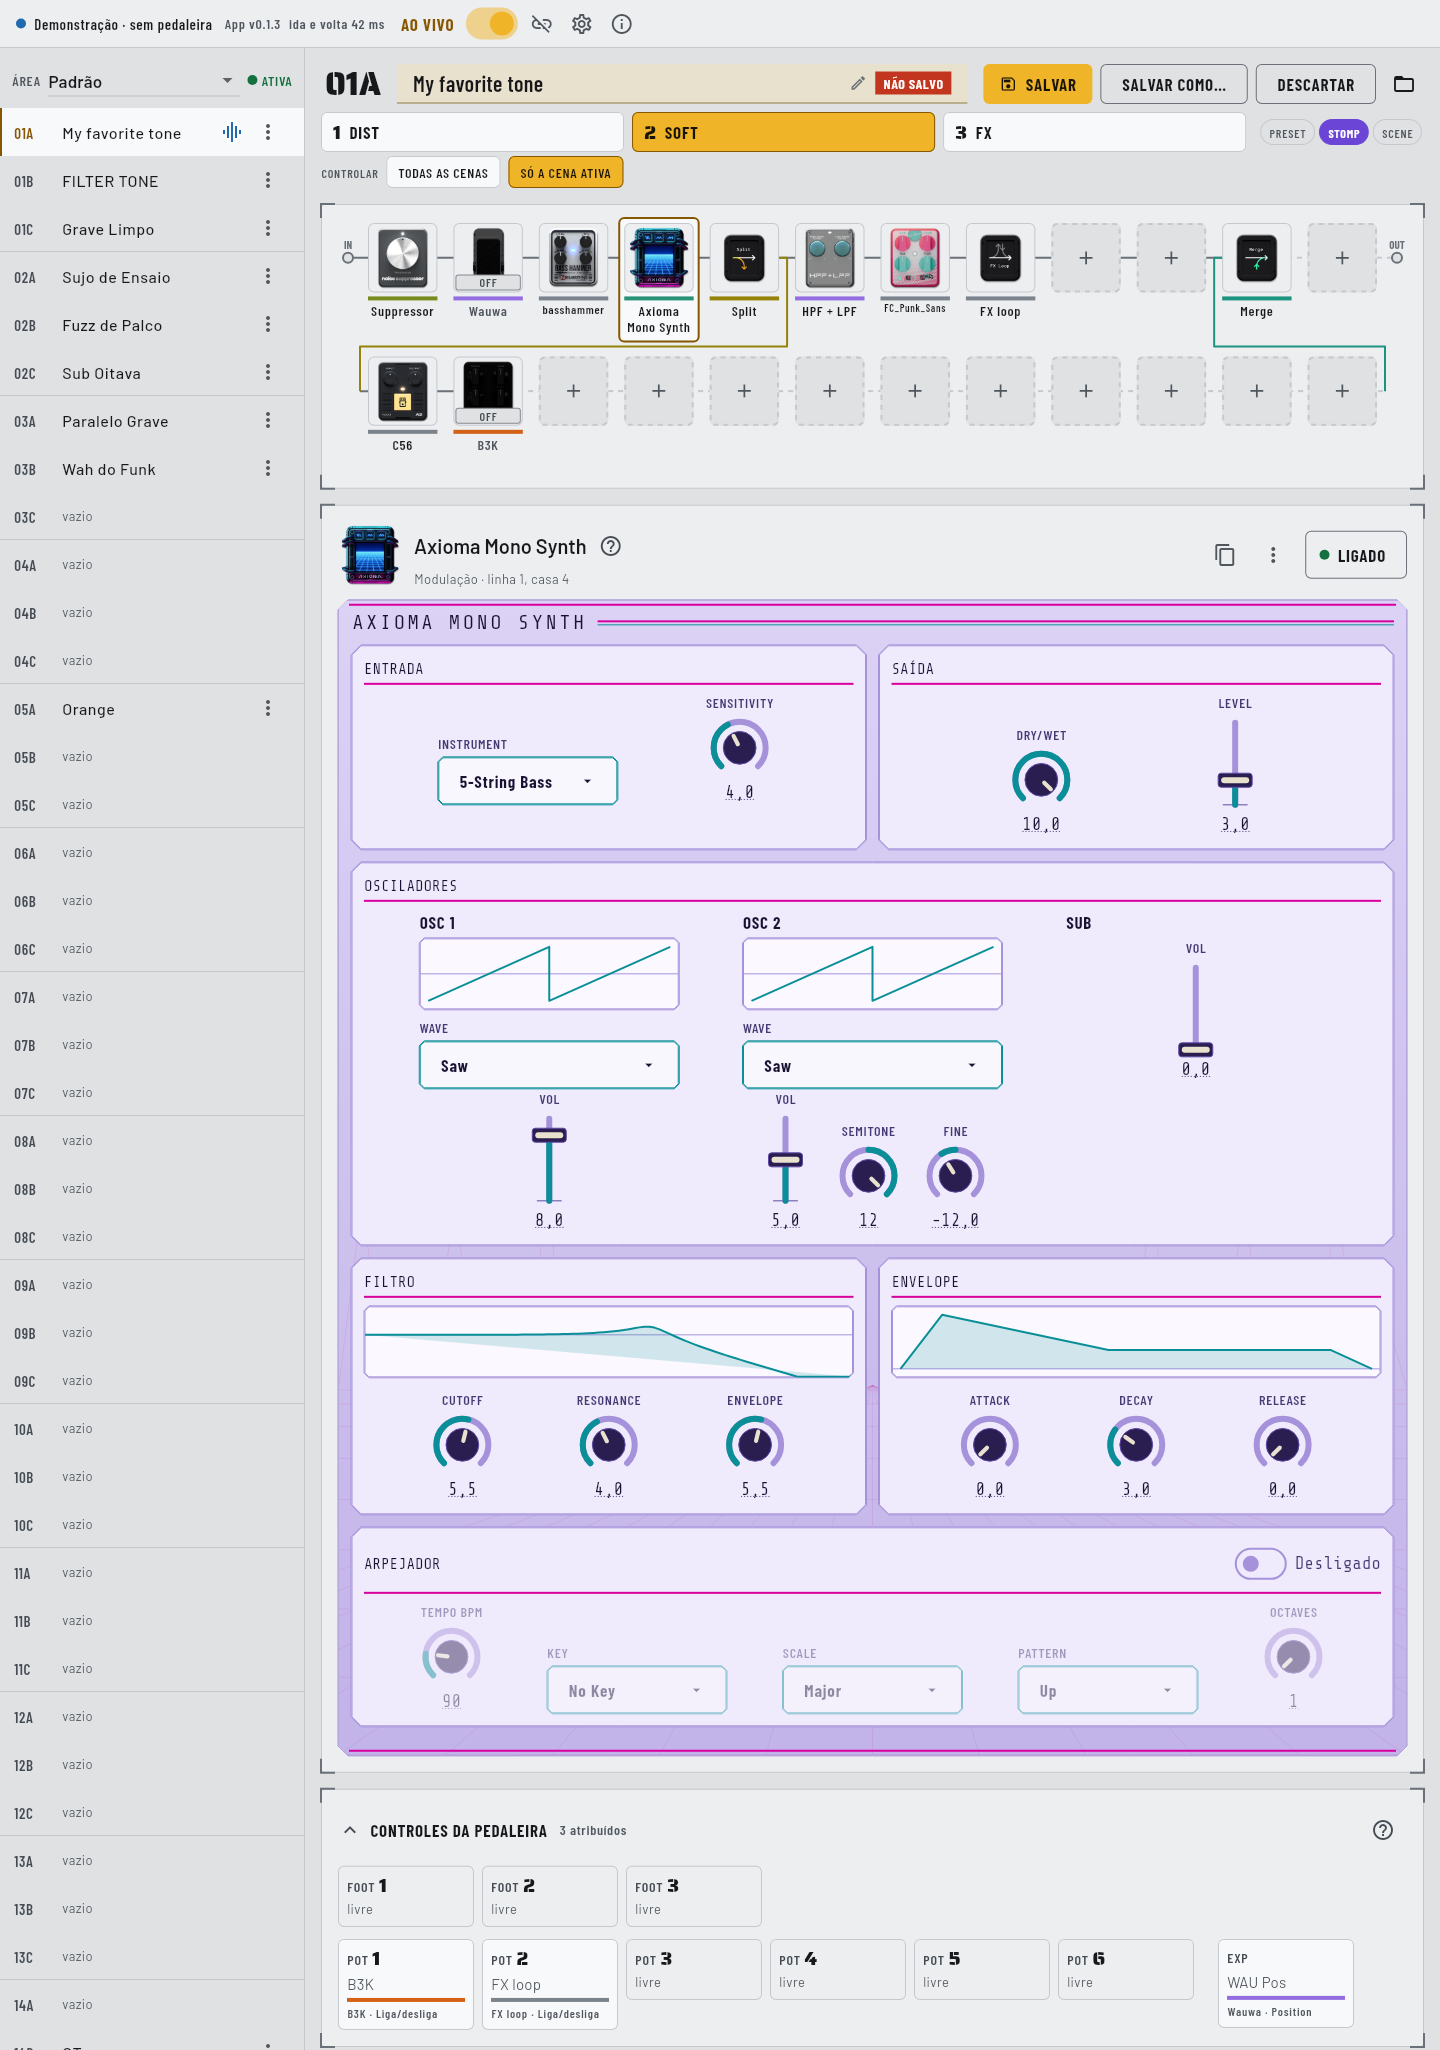 Demonstração · sem pedaleira App v0.1.3 ida e volta 42 ms AO VIVO
ÁREA Padrão ATIVA
01A My favorite tone NÃO SALVO SALVAR SALVAR COMO... DESCARTAR
1 DIST 2 SOFT 3 FX PRESET STOMP SCENE
CONTROLAR TODAS AS CENAS SÓ A CENA ATIVA
01A My favorite tone
01B FILTER TONE
01C Grave Limpo
02A Sujo de Ensaio
02B Fuzz de Palco
02C Sub Oitava
03A Paralelo Grave
03B Wah do Funk
03C vazio
04A vazio
04B vazio
04C vazio
05A Orange
05B vazio
05C vazio
06A vazio
06B vazio
06C vazio
07A vazio
07B vazio
07C vazio
08A vazio
08B vazio
08C vazio
09A vazio
09B vazio
09C vazio
10A vazio
10B vazio
10C vazio
11A vazio
11B vazio
11C vazio
12A vazio
12B vazio
12C vazio
13A vazio
13B vazio
13C vazio
14A vazio
IN OUT
OFF
Suppressor Wauwa basshammer Axioma Mono Synth Split HPF + LPF FC_Punk_Sans FX loop Merge
OFF
C56 B3K
Axioma Mono Synth
Modulação · linha 1, casa 4
LIGADO
AXIOMA MONO SYNTH
ENTRADA
INSTRUMENT
5-String Bass
SENSITIVITY
4,0
SAÍDA
DRY/WET
10,0
LEVEL
3,0
OSCILADORES
OSC 1
WAVE
Saw
VOL
8,0
OSC 2
WAVE
Saw
VOL SEMITONE FINE
5,0 12 -12,0
SUB
VOL
0,0
FILTRO
CUTOFF RESONANCE ENVELOPE
5,5 4,0 5,5
ENVELOPE
ATTACK DECAY RELEASE
0,0 3,0 0,0
ARPEJADOR Desligado
TEMPO BPM
90
KEY
No Key
SCALE
Major
PATTERN
Up
OCTAVES
1
CONTROLES DA PEDALEIRA 3 atribuídos
FOOT 1 FOOT 2 FOOT 3
livre livre livre
POT 1 POT 2 POT 3 POT 4 POT 5 POT 6 EXP
B3K FX loop livre livre livre livre WAU Pos
B3K · Liga/desliga FX loop · Liga/desliga Wauwa · Position